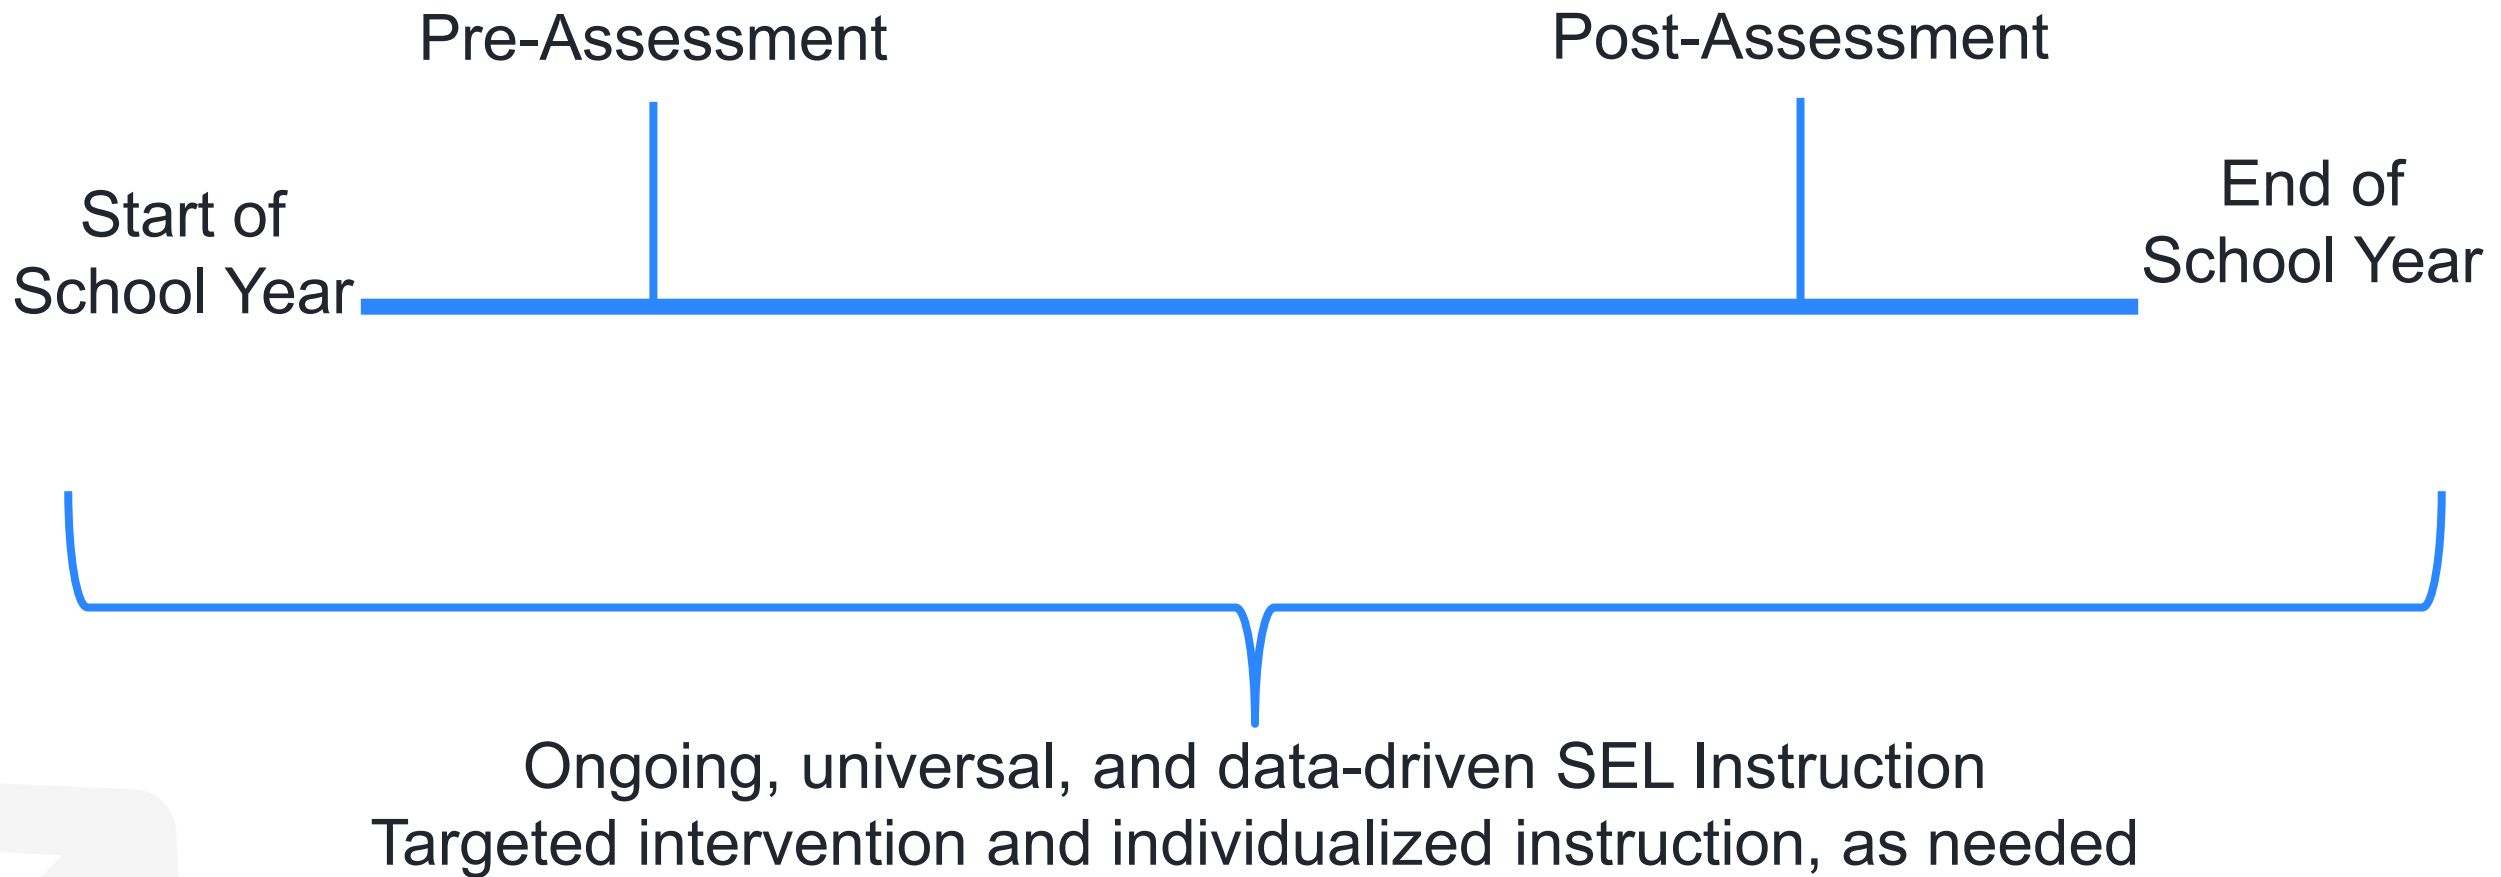 Pre-Assessment
Post-Assessment
Start of
School Year
End of
School Year
Ongoing, universal, and data-driven SEL Instruction
Targeted intervention and individualized instruction, as needed